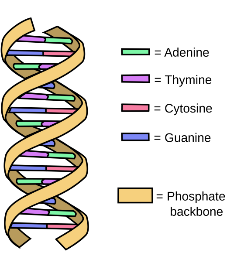 = Adenine
= Thymine
= Cytosine
= Guanine
= Phosphate
backbone